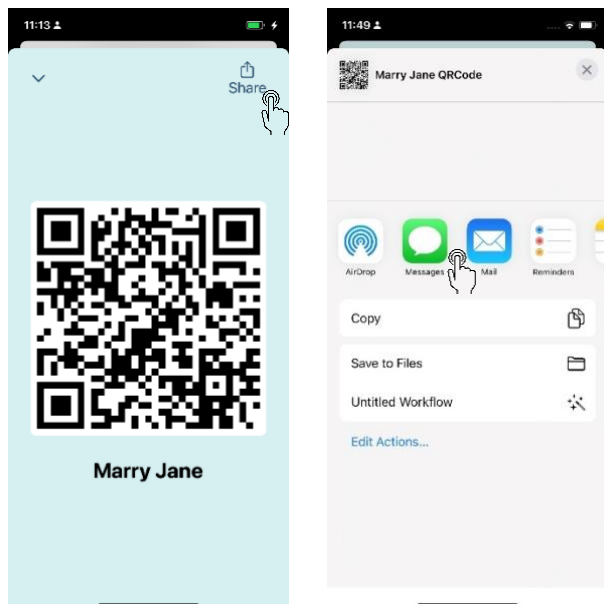 11:13
Share
Marry Jane
11:49
Marry Jane QRCode
AirDrop
Messages
Mail
Reminders
Copy
Save to Files
Untitled Workflow
Edit Actions...